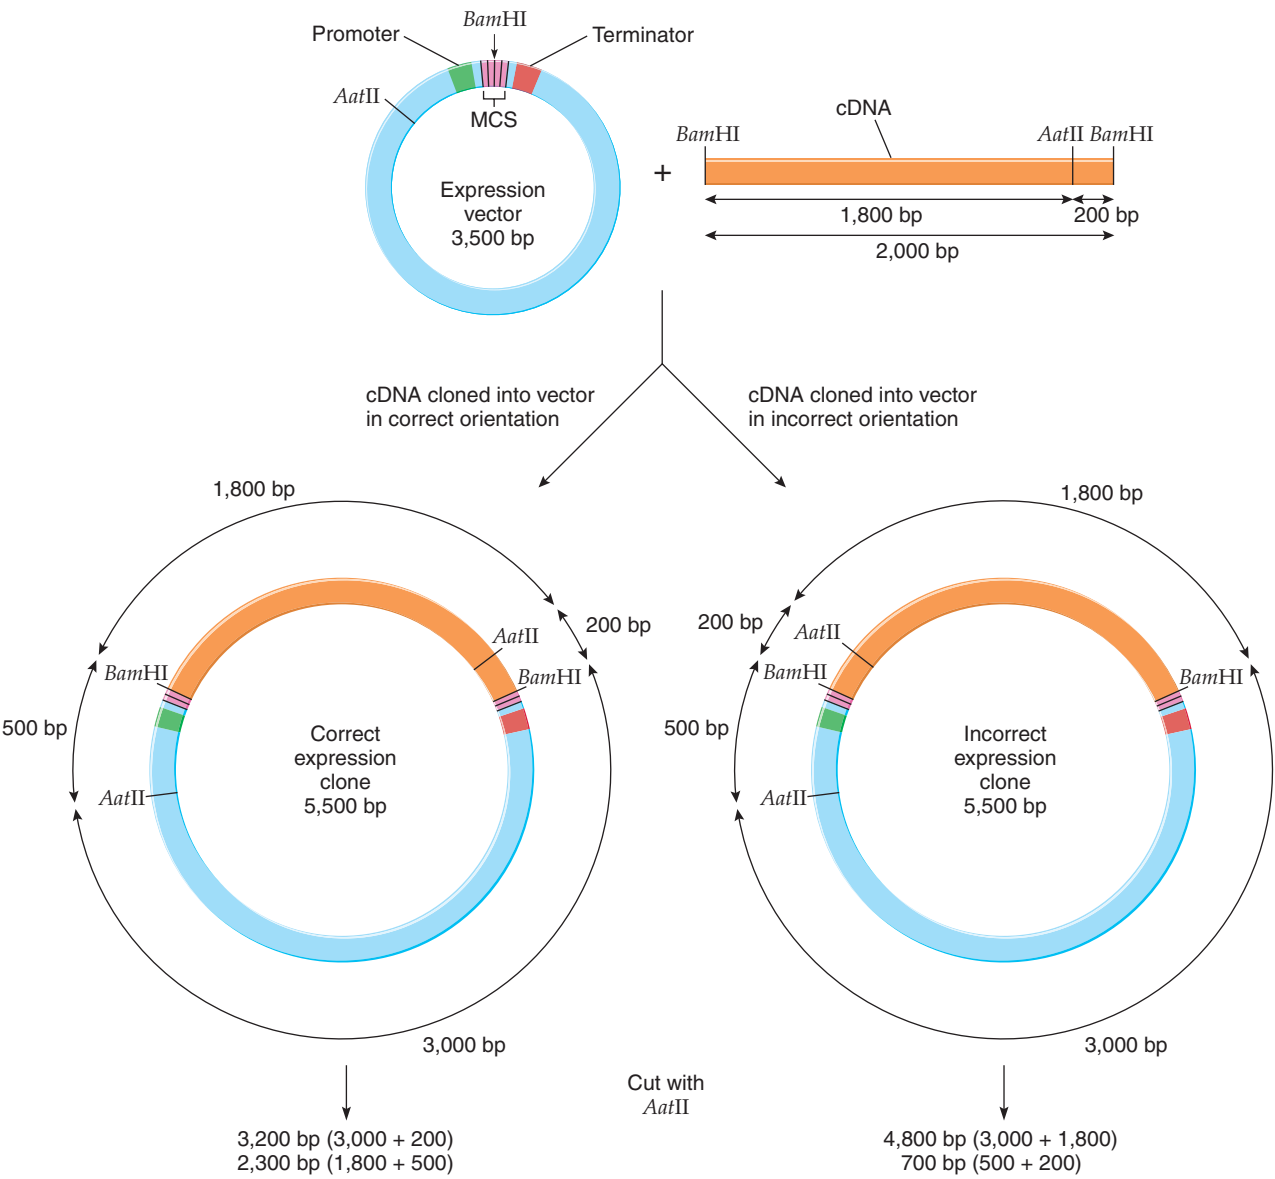 BamHI
Promoter
Terminator
AatII
MCS
Expression
vector
3,500 bp
+
cDNA
BamHI
AatII BamHI
1,800 bp
200 bp
2,000 bp
cDNA cloned into vector
in correct orientation
cDNA cloned into vector
in incorrect orientation
1,800 bp
200 bp
AatII
BamHI
BamHI
500 bp
AatII
Correct
expression
clone
5,500 bp
3,000 bp
1,800 bp
200 bp
AatII
BamHI
BamHI
500 bp
AatII
Incorrect
expression
clone
5,500 bp
3,000 bp
Cut with
AatII
3,200 bp (3,000 + 200)
2,300 bp (1,800 + 500)
4,800 bp (3,000 + 1,800)
700 bp (500 + 200)